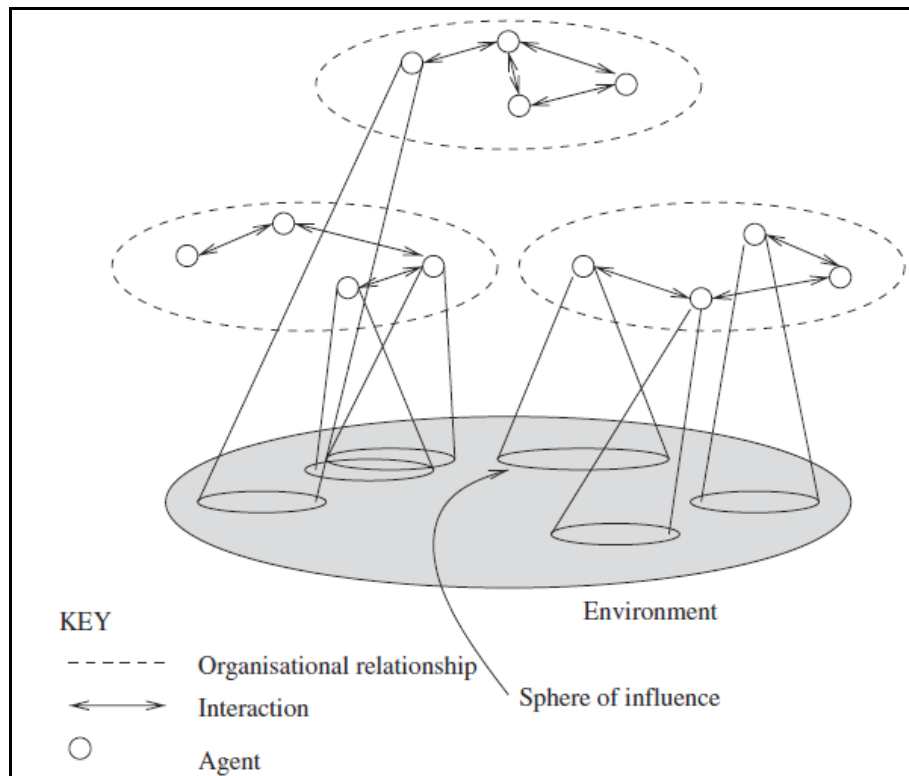 Environment
KEY
Organisational relationship
Sphere of influence
Interaction
Agent